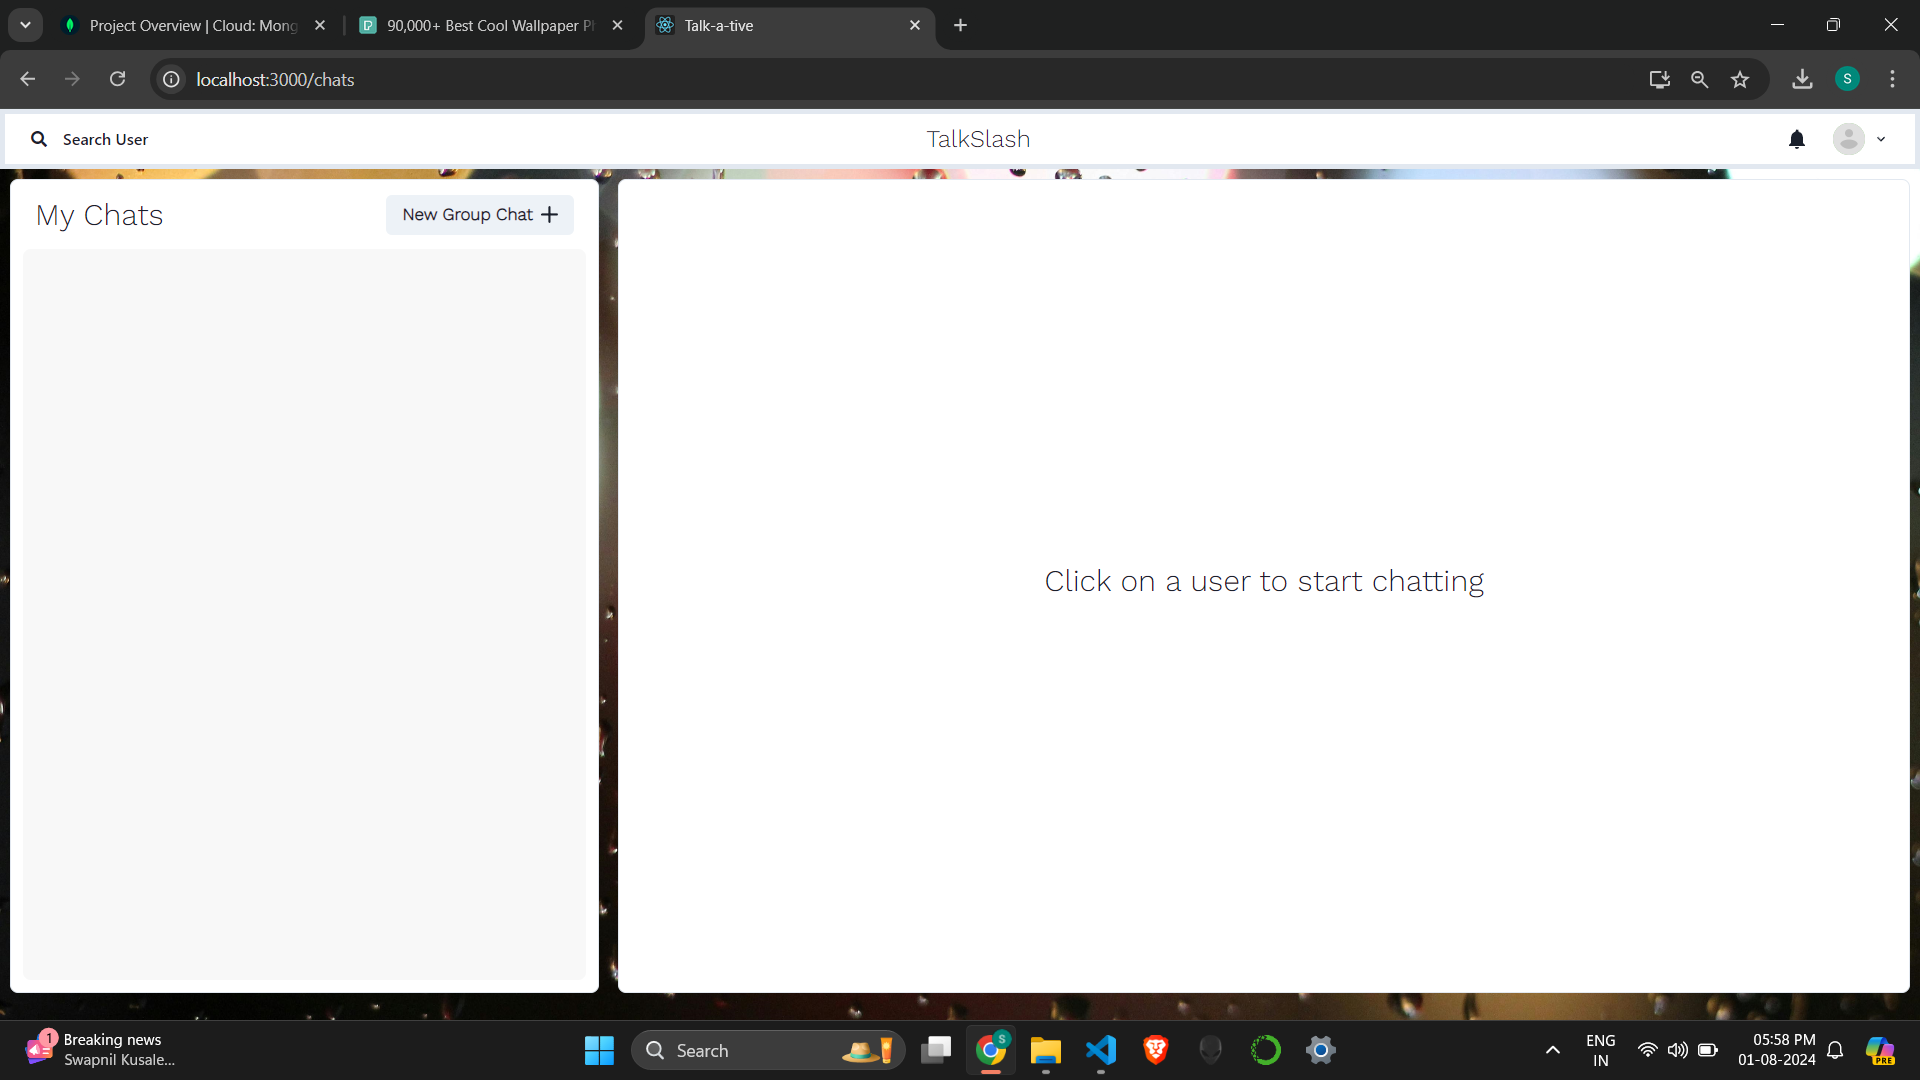 Project Overview | Cloud: Mong
90,000+ Best Cool Wallpaper Ph
Talk-a-tive
localhost:3000/chats
S
Search User
TalkSlash
My Chats
New Group Chat
Click on a user to start chatting
1
Breaking news
Swapnil Kusale...
Search
S
ENG
IN
05:58 PM
01-08-2024
PRE